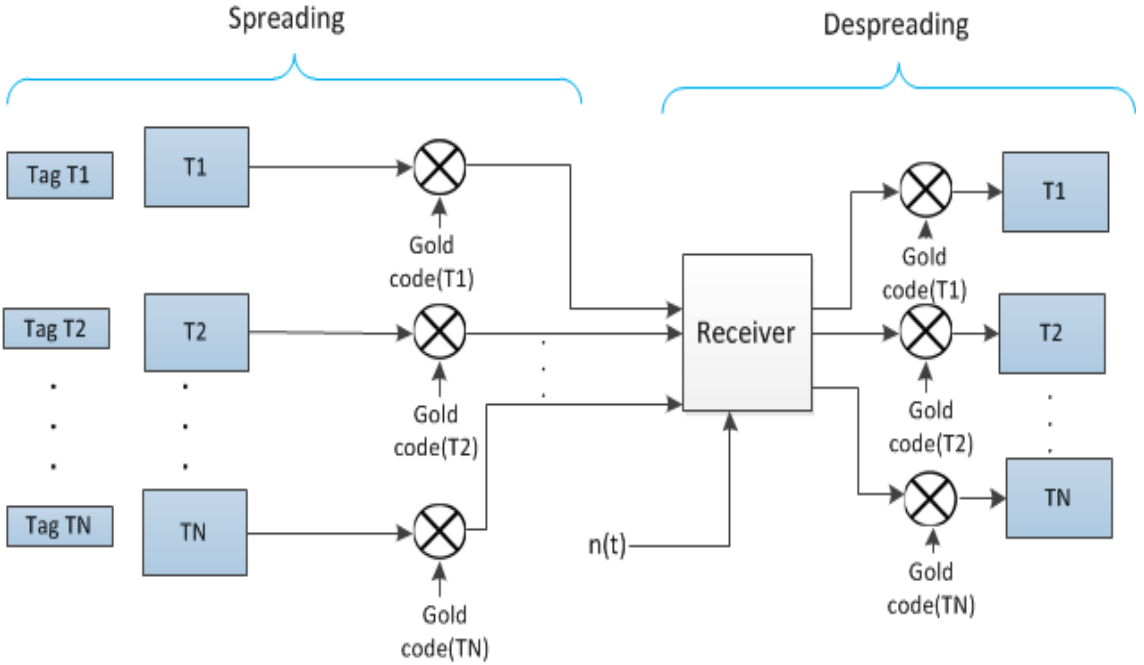 Spreading
Despreading
Tag T1
T1
Gold
code(T1)
Tag T2
T2
Gold
code(T2)
Tag TN
TN
Gold
code(TN)
Receiver
n(t)
Gold
code(T1)
T1
Gold
code(T2)
T2
Gold
code(TN)
TN